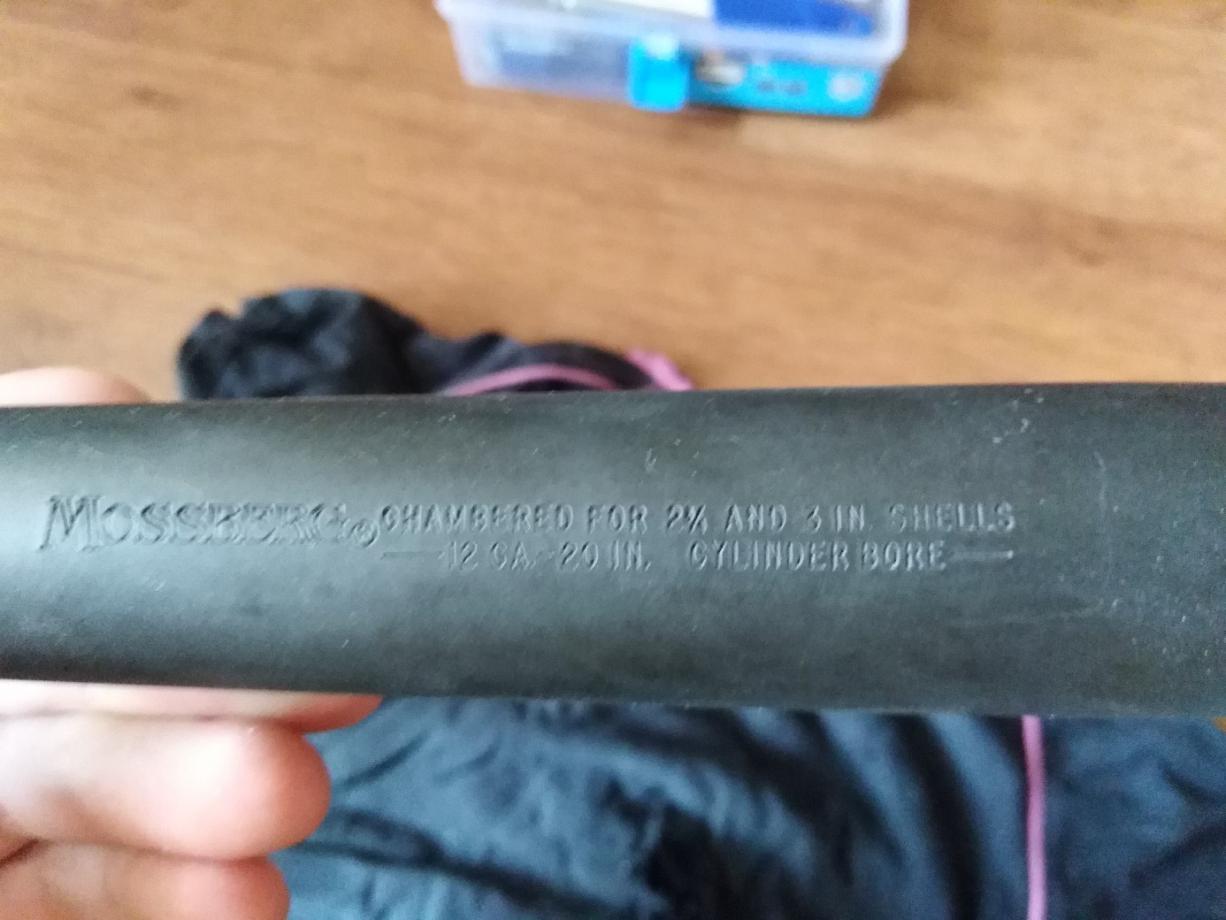 MOSSBERG® CHAMBERED FOR 2¾ AND 3 IN. SHELLS
12 GA.-20 IN. CYLINDER BORE